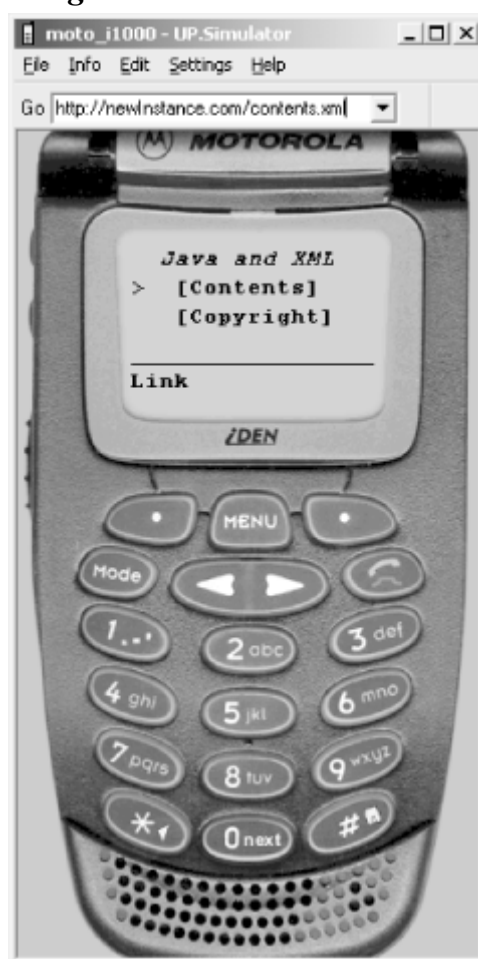 moto_i1000 - UP.Simulator
File Info Edit Settings Help
Go http://newInstance.com/contents.xml
MOTOROLA
Java and XML
> [Contents]
[Copyright]
Link
iDEN
MENU
Mode
1.-'
2 abc
3 def
4 ghi
5 jkl
6 mno
7 pqrs
8 tuv
9 wxyz
*
0 next
#